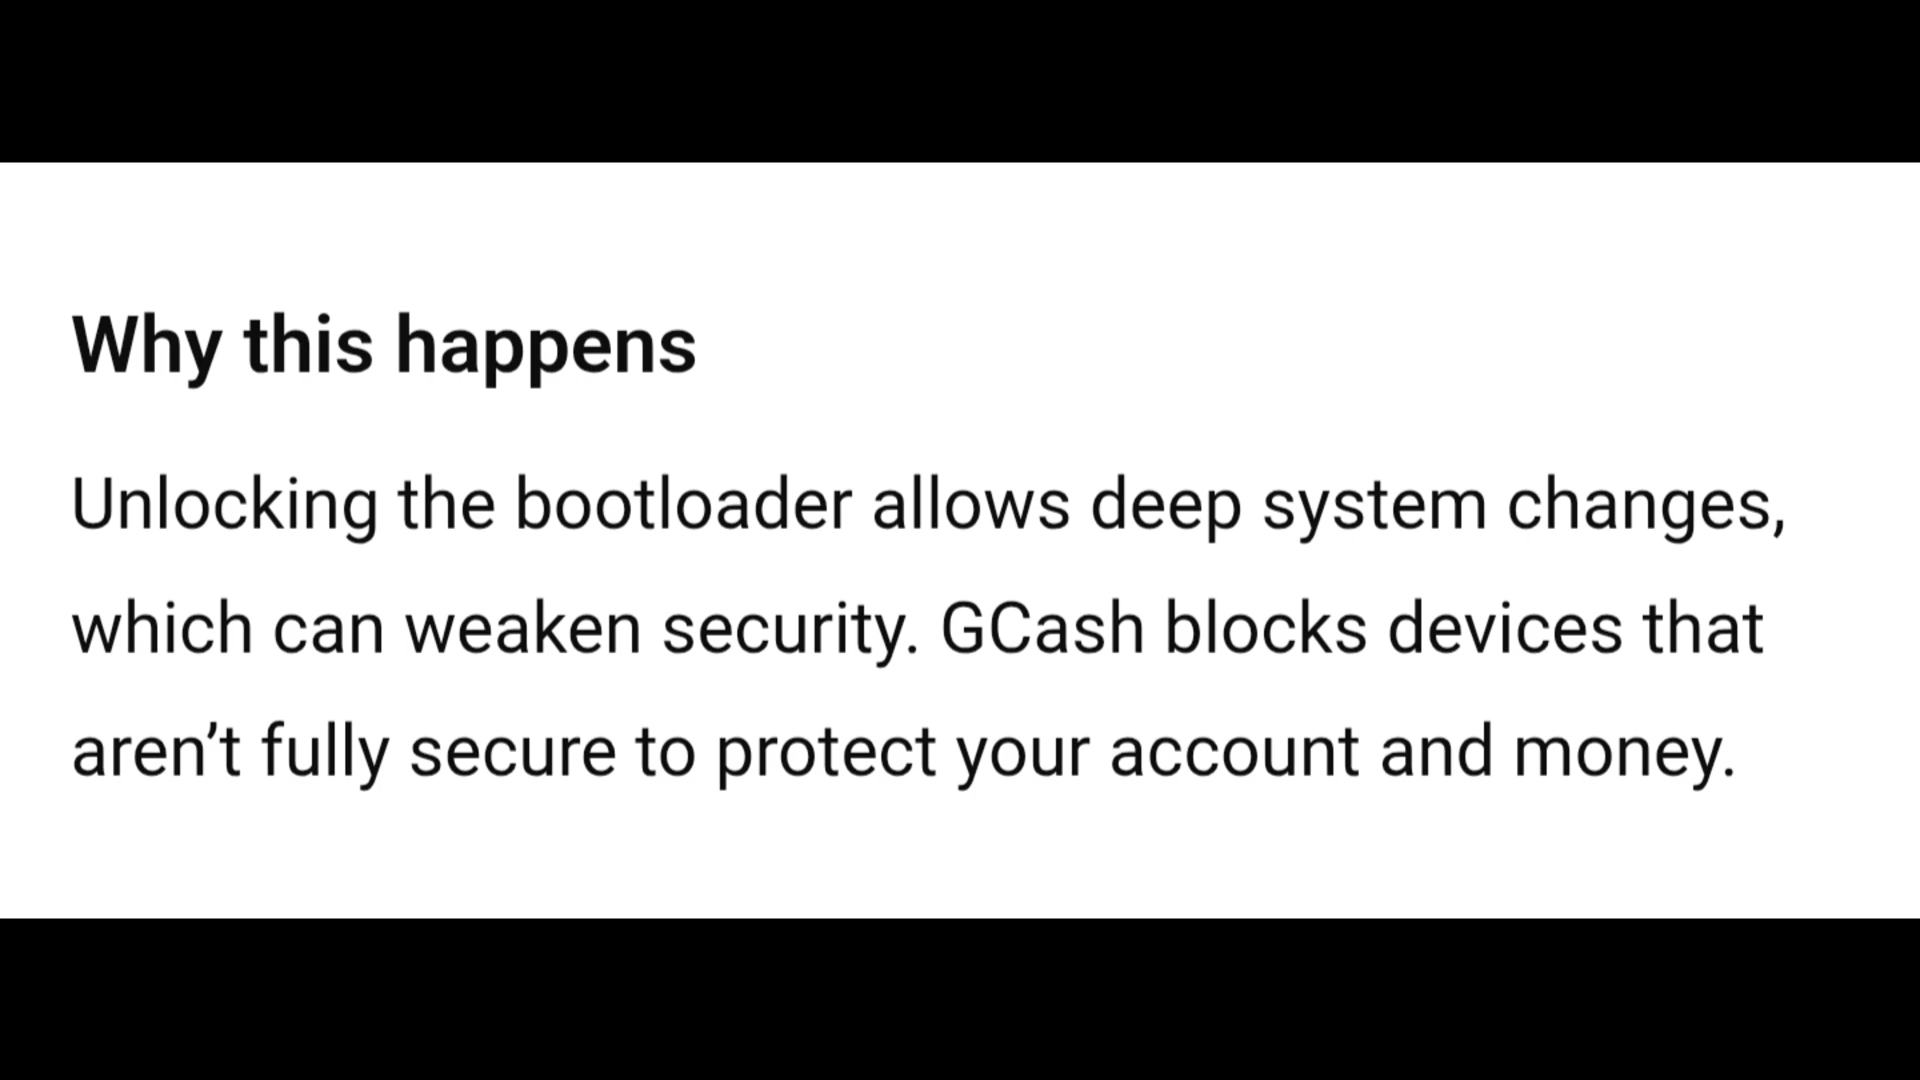 Why this happens
Unlocking the bootloader allows deep system changes,
which can weaken security. GCash blocks devices that
aren’t fully secure to protect your account and money.